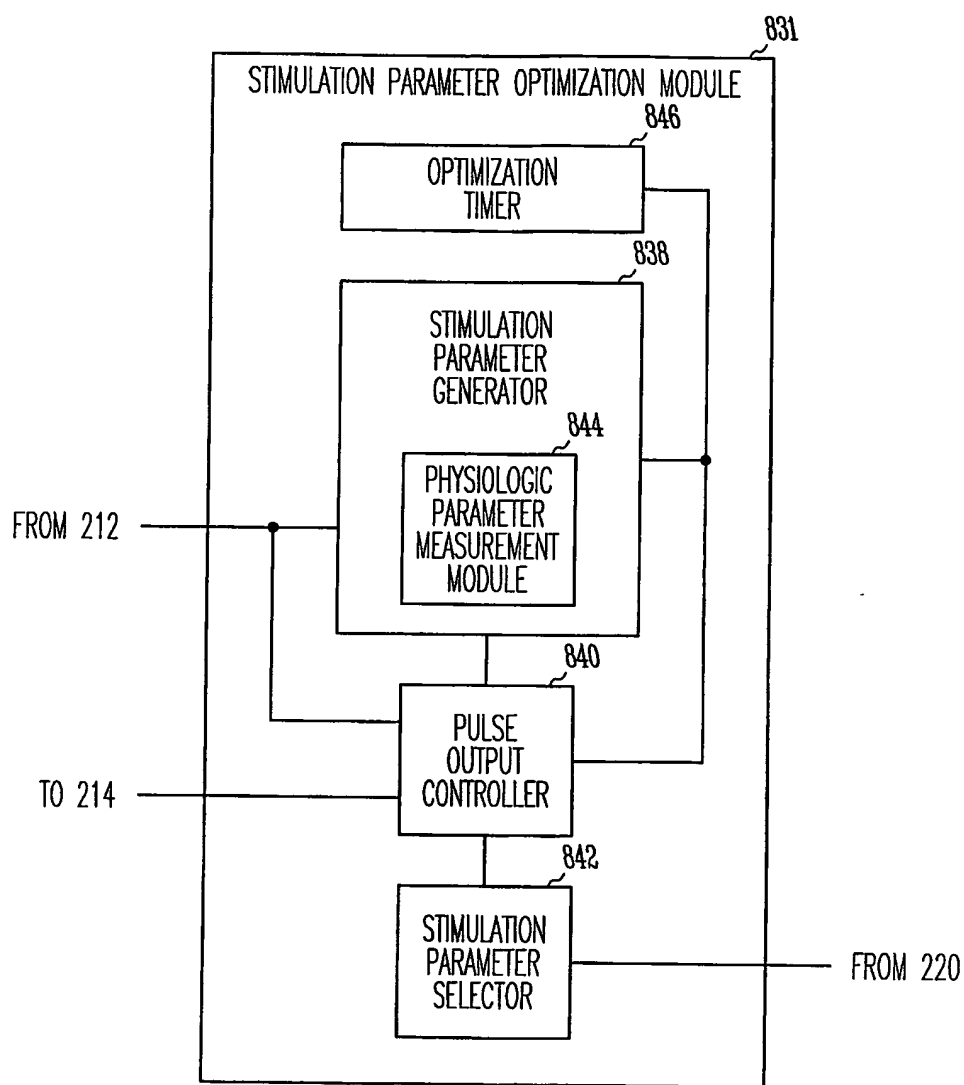 831
STIMULATION PARAMETER OPTIMIZATION MODULE
846
OPTIMIZATION
TIMER
838
STIMULATION
PARAMETER
GENERATOR
844
PHYSIOLOGIC
PARAMETER
MEASUREMENT
MODULE
FROM 212
840
PULSE
OUTPUT
CONTROLLER
TO 214
842
STIMULATION
PARAMETER
SELECTOR
FROM 220